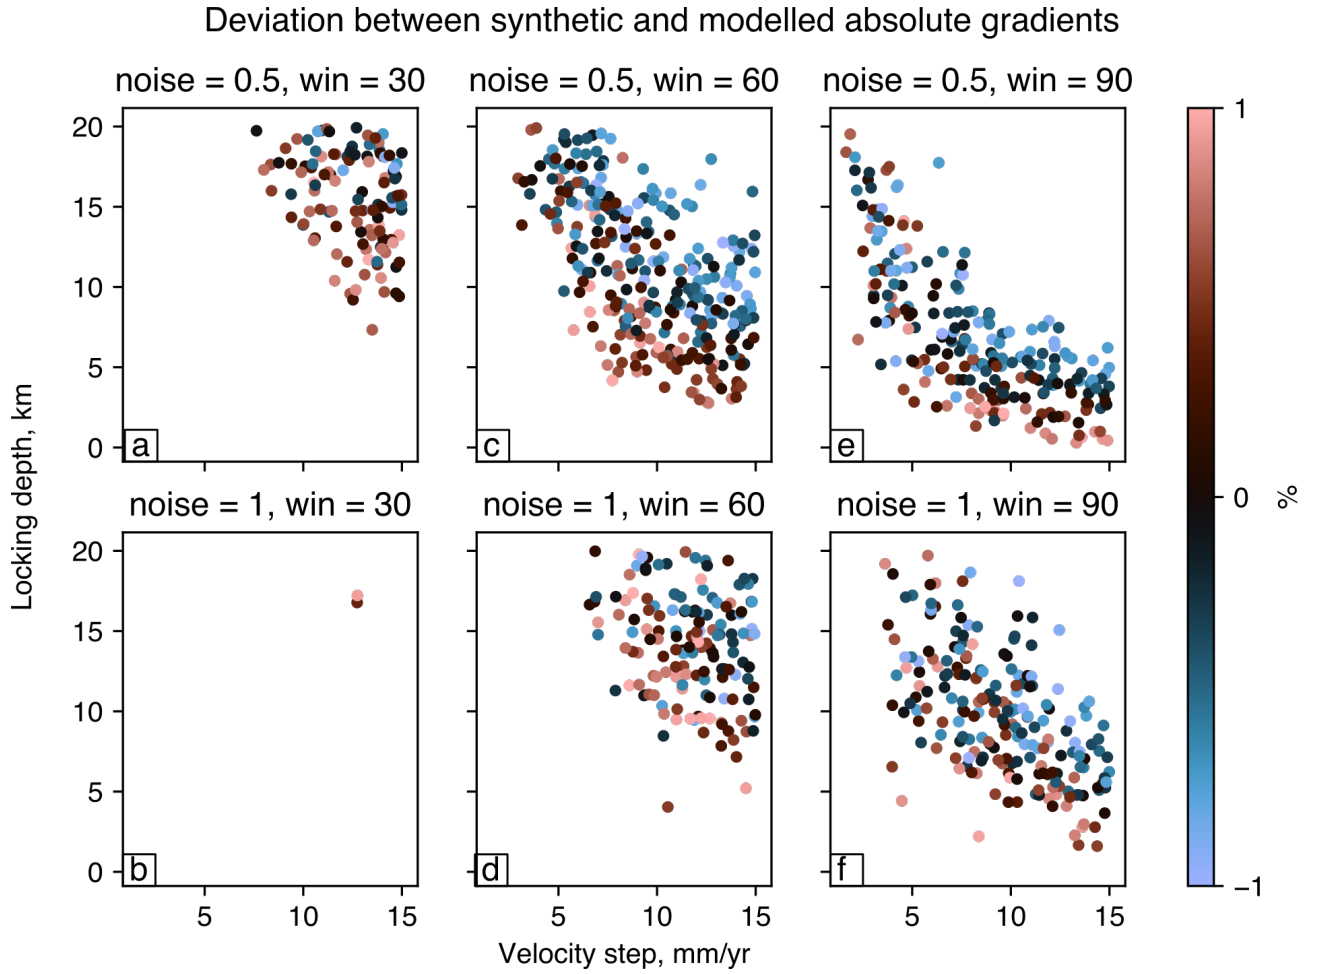 Deviation between synthetic and modelled absolute gradients
noise = 0.5, win = 30
noise = 0.5, win = 60
noise = 0.5, win = 90
20
15
10
5
0
a
c
e
5
10
15
5
10
15
5
10
15
noise = 1, win = 30
noise = 1, win = 60
noise = 1, win = 90
20
15
10
5
0
b
d
f
Locking depth, km
Velocity step, mm/yr
1
0
−1
%